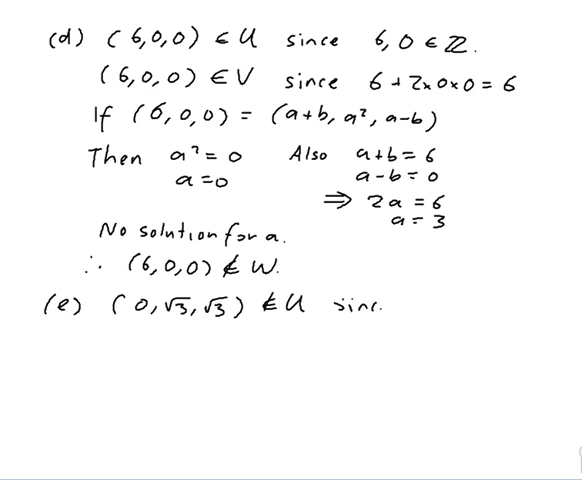 (d) (6,0,0) ∈ U since 6,0 ∈ ℤ.
(6,0,0) ∈ V since 6+2×0×0=6
If (6,0,0) = (a+b, a², a-b)
Then a²=0 Also a+b=6
a=0 a-b=0
⇒ 2a=6
a=3
No solution for a.
∴ (6,0,0) ∉ W.
(e) (0,√3,√3) ∉ U sinc